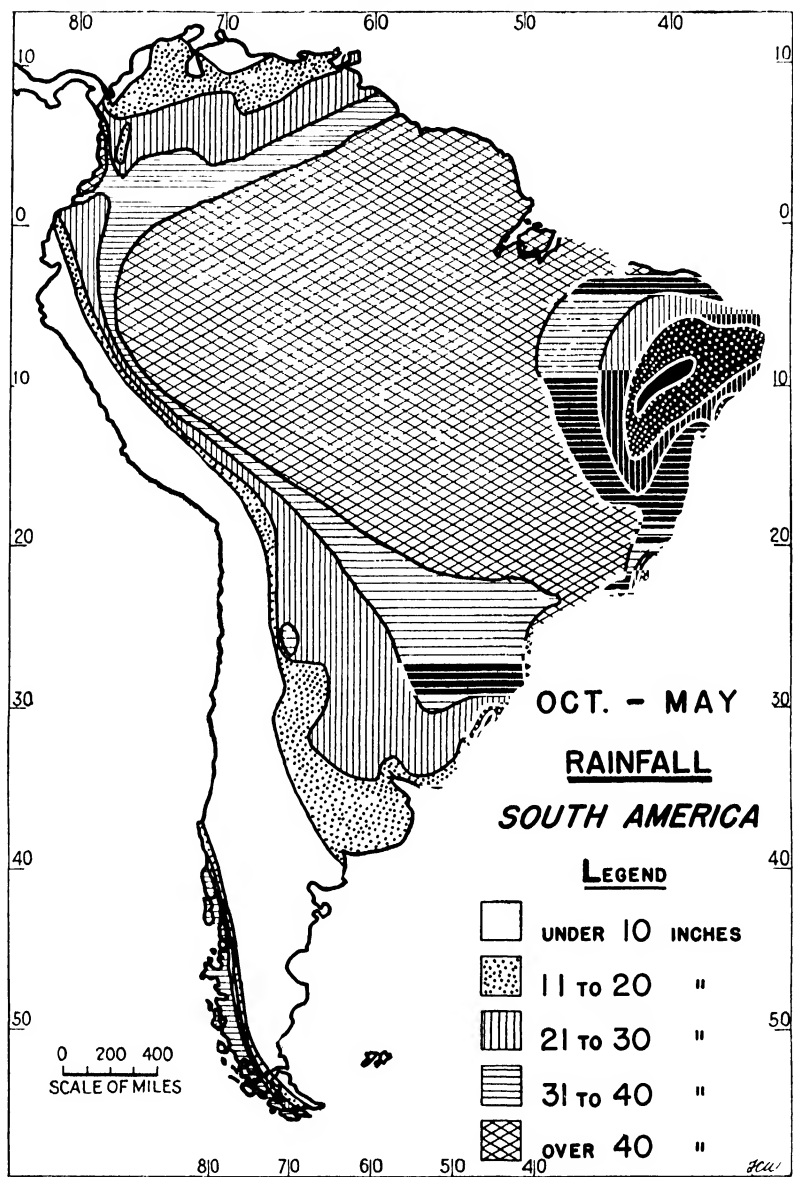 80 70 60 50 40
10 10
0 0
10 10
20 20
30 OCT. - MAY 30
RAINFALL
SOUTH AMERICA
40 40
LEGEND
UNDER 10 INCHES
11 TO 20 "
21 TO 30 "
50 50
0 200 400
SCALE OF MILES
31 TO 40 "
OVER 40 "
80 70 60 50 40